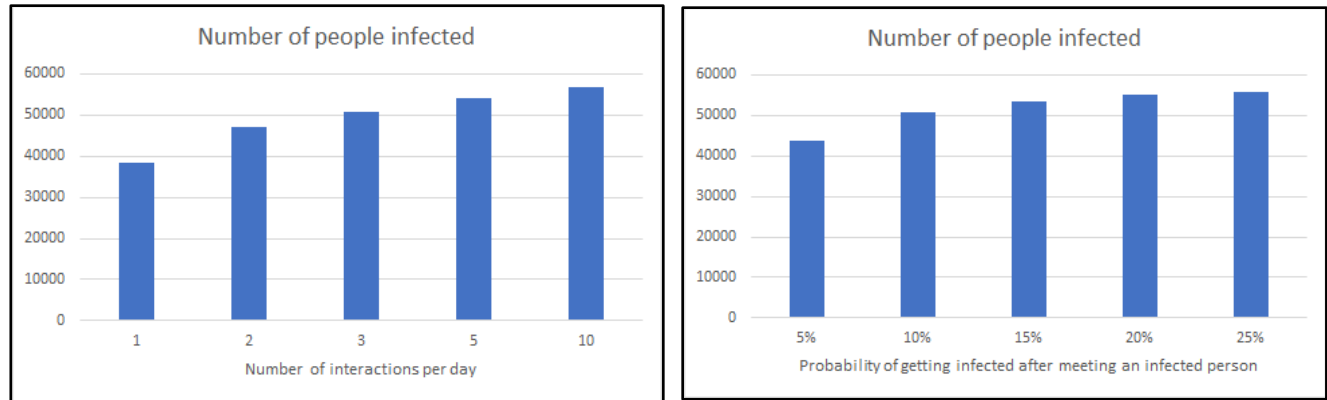 Number of people infected
60000
50000
40000
30000
20000
10000
0
1 2 3 5 10
Number of interactions per day
Number of people infected
60000
50000
40000
30000
20000
10000
0
5% 10% 15% 20% 25%
Probability of getting infected after meeting an infected person